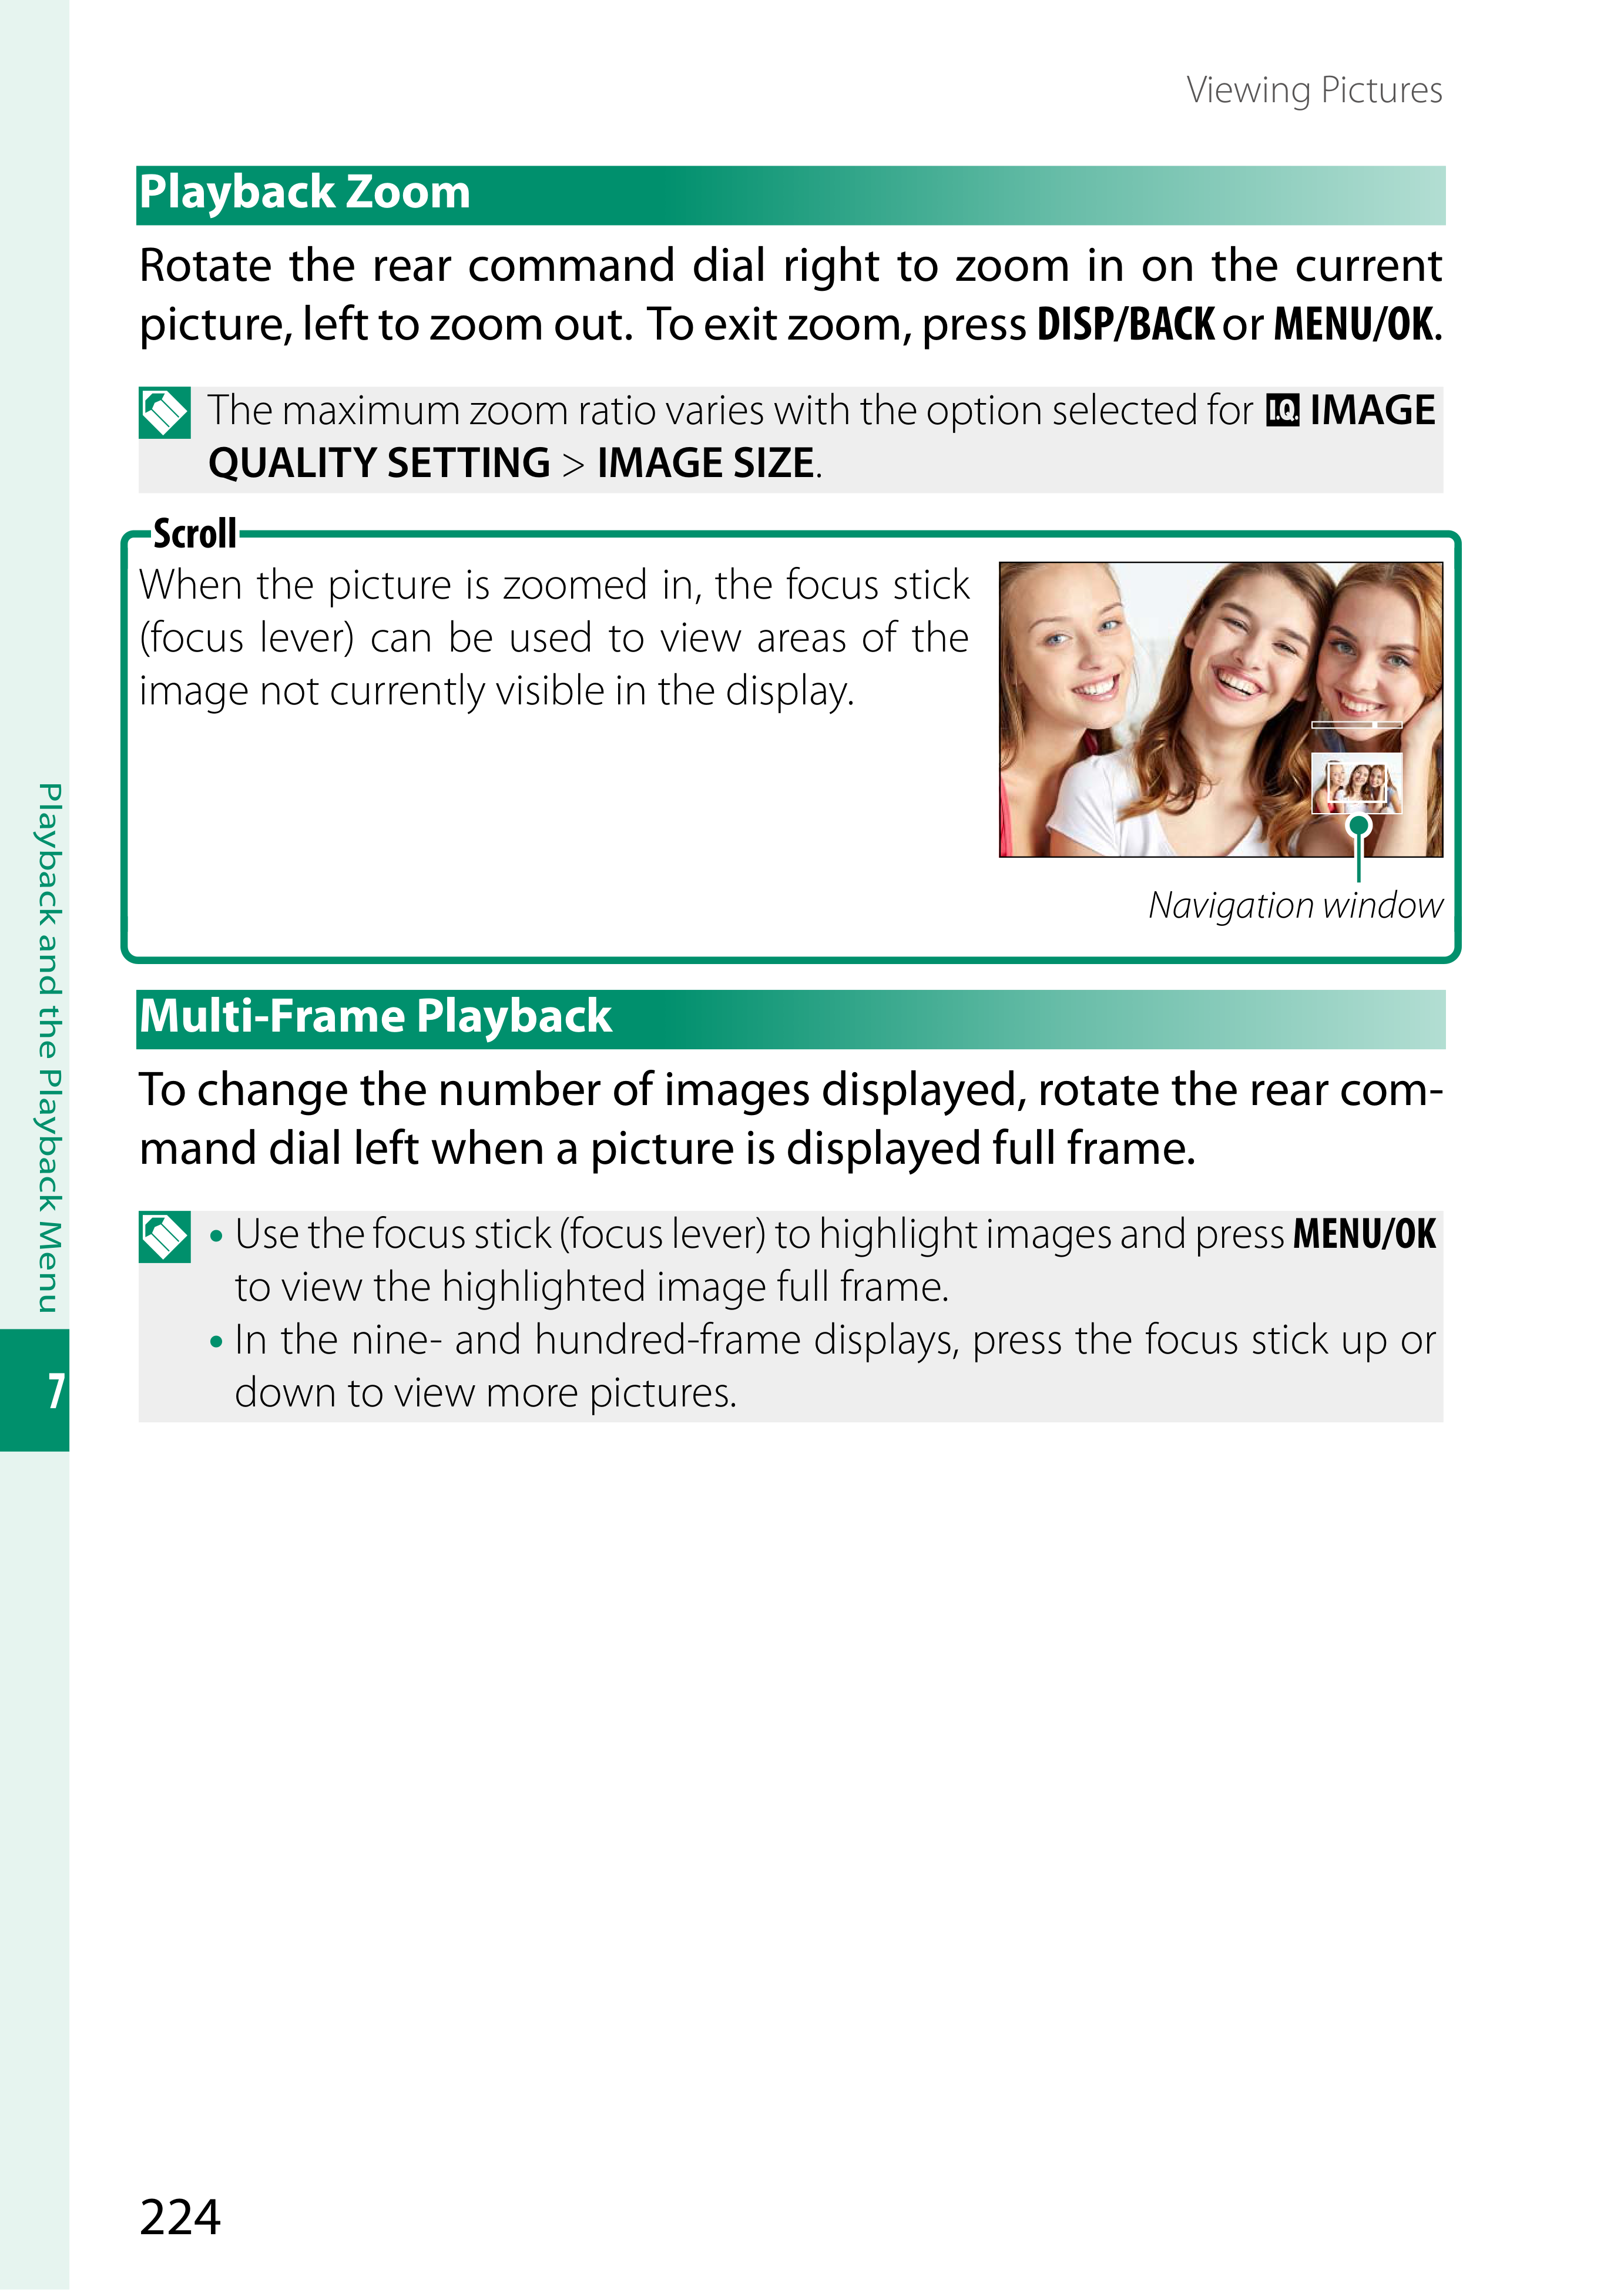 Viewing Pictures
Playback Zoom
Rotate the rear command dial right to zoom in on the current
picture, left to zoom out. To exit zoom, press DISP/BACK or MENU/OK.
The maximum zoom ratio varies with the option selected for I.Q. IMAGE
QUALITY SETTING > IMAGE SIZE.
Scroll
When the picture is zoomed in, the focus stick
(focus lever) can be used to view areas of the
image not currently visible in the display.
Navigation window
Multi-Frame Playback
To change the number of images displayed, rotate the rear com-
mand dial left when a picture is displayed full frame.
• Use the focus stick (focus lever) to highlight images and press MENU/OK
to view the highlighted image full frame.
• In the nine- and hundred-frame displays, press the focus stick up or
down to view more pictures.
Playback and the Playback Menu
7
224